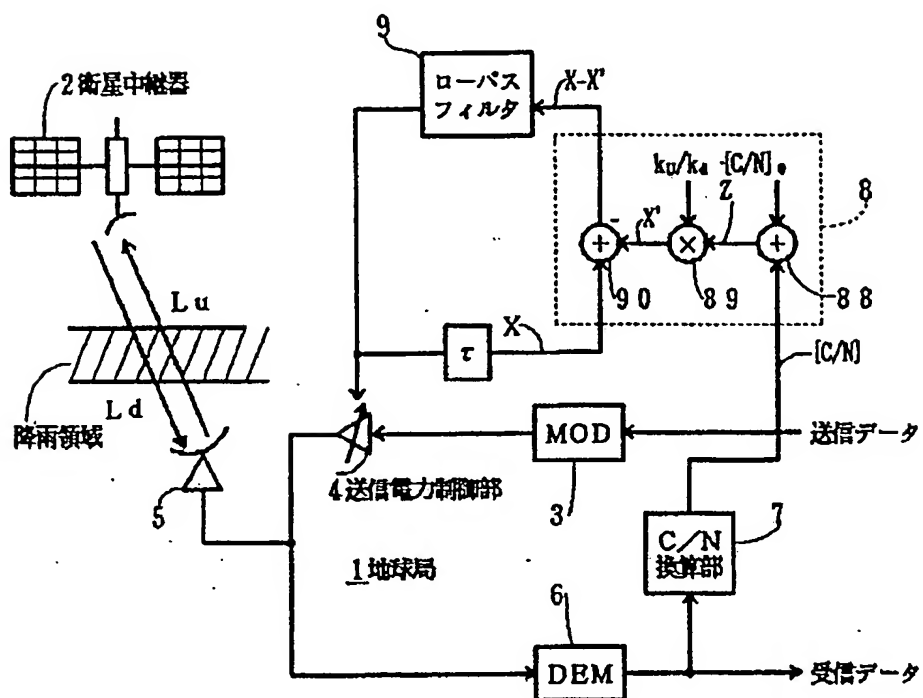 9
2衛星中継器
ローパス
フィルタ
X-X'
kU/kd
-[C/N]0
8
Z
X'
+
×
+
-
90
89
88
Lu
τ
X
[C/N]
Ld
降雨領域
MOD
送信データ
4送信電力制御部
5
3
C/N
換算部
7
1地球局
6
DEM
受信データ